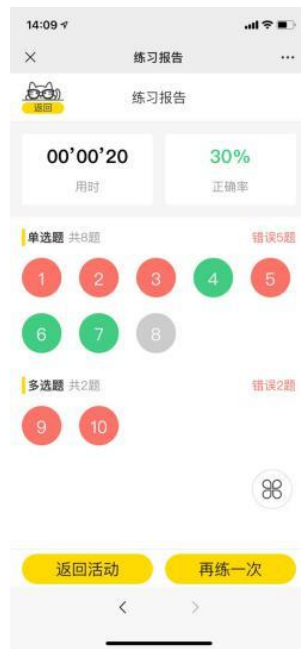 14:09
练习报告
返回
练习报告
00’00’20
30%
用时
正确率
单选题 共8题 错误5题
1 2 3 4 5
6 7 8
多选题 共2题 错误2题
9 10
返回活动 再练一次